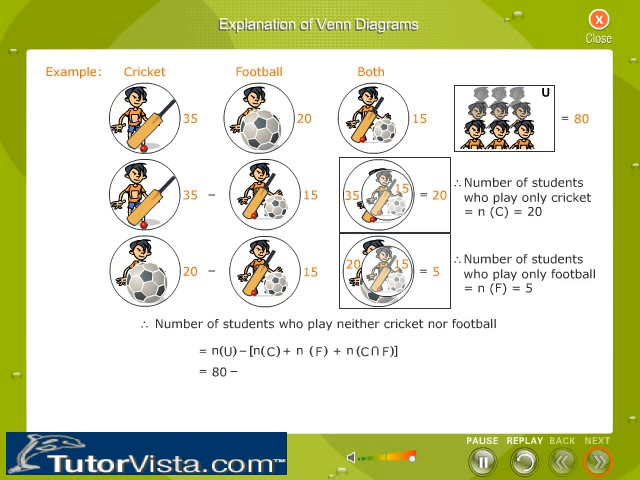 Explanation of Venn Diagrams
x
Close
Example: Cricket Football Both
35 20 15 U = 80
35 – 15 35 15 = 20
∴ Number of students
who play only cricket
= n (C) = 20
20 – 15 20 15 = 5
∴ Number of students
who play only football
= n (F) = 5
∴ Number of students who play neither cricket nor football
= n(U) – [n(C) + n (F) + n (C∩F)]
= 80 –
PAUSE REPLAY BACK NEXT
TutorVista.com™